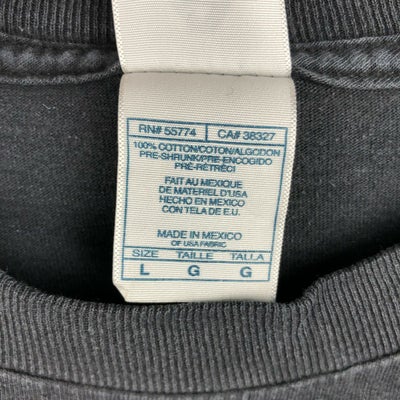 RN# 55774 CA# 38327
100% COTTON/COTON/ALGODON
PRE-SHRUNK/PRE-ENCOGIDO
PRÉ-RÉTRÉCI
FAIT AU MEXIQUE
DE MATERIEL D'USA
HECHO EN MEXICO
CON TELA DE E.U.
MADE IN MEXICO
OF USA FABRIC
SIZE TAILLE TALLA
L G G